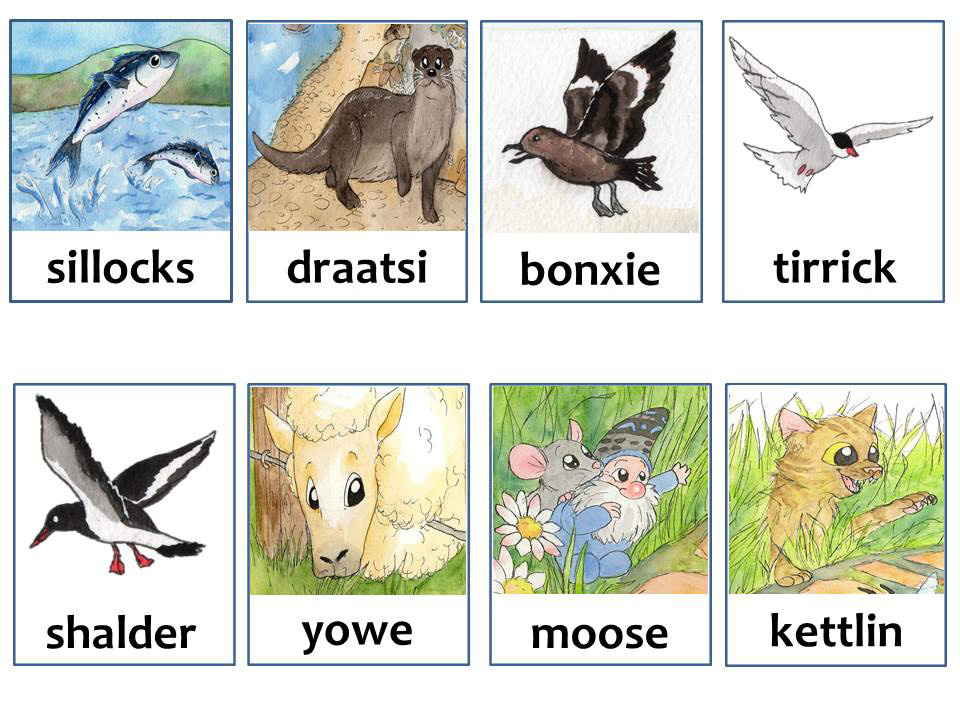 sillocks
draatsi
bonxie
tirrick
shalder
yowe
moose
kettlin